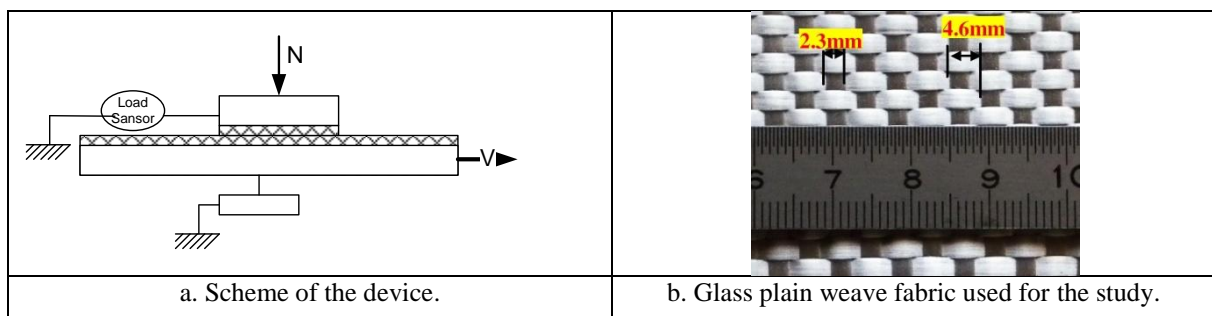 N
Load
Sansor
V
a. Scheme of the device.
2.3mm
4.6mm
6 7 8 9 10
b. Glass plain weave fabric used for the study.